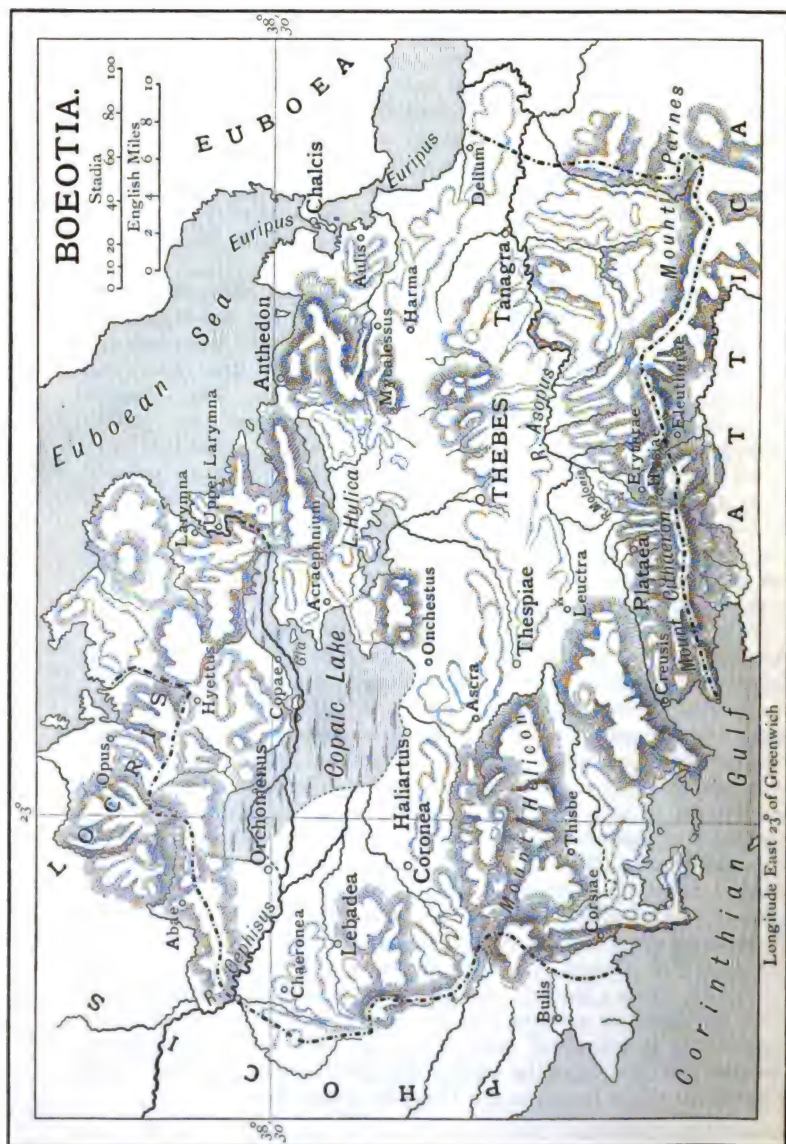 BOEOTIA.
Stadia
0 10 20 40 60 80 100
English Miles
0 2 4 6 8 10
23°
38°
30'
38°
30'
EUBOEA
Euboean Sea
Euripus
Chalcis
Euripus
Aulis
Anthedon
Mycalessus
Harma
Delium
Tanagra
Larymna
Upper Larymna
LOCRIS
Opus
Hyettus
Abae
Copae
Gla
Acraephnium
L. Hylica
Copaic Lake
Orchomenus
R. Cephisus
Chaeronea
Lebadea
Coronea
Haliartus
Onchestus
THEBES
R. Asopus
Ascra
Thespiae
Leuctra
Mount Helicon
Thisbe
Corsiae
Bulis
PHOCIS
Creusis
Plataea
Mount Cithaeron
Erythrae
Hysiae
Eleutherae
Mount Parnes
ATTICA
Corinthian Gulf
Longitude East 23° of Greenwich